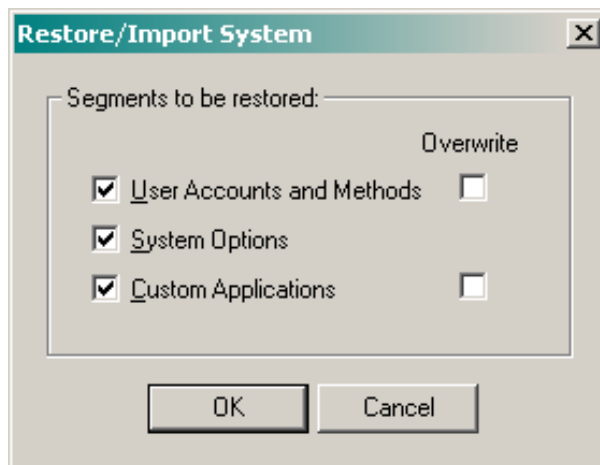 Restore/Import System
Segments to be restored:
Overwrite
User Accounts and Methods
System Options
Custom Applications
OK
Cancel